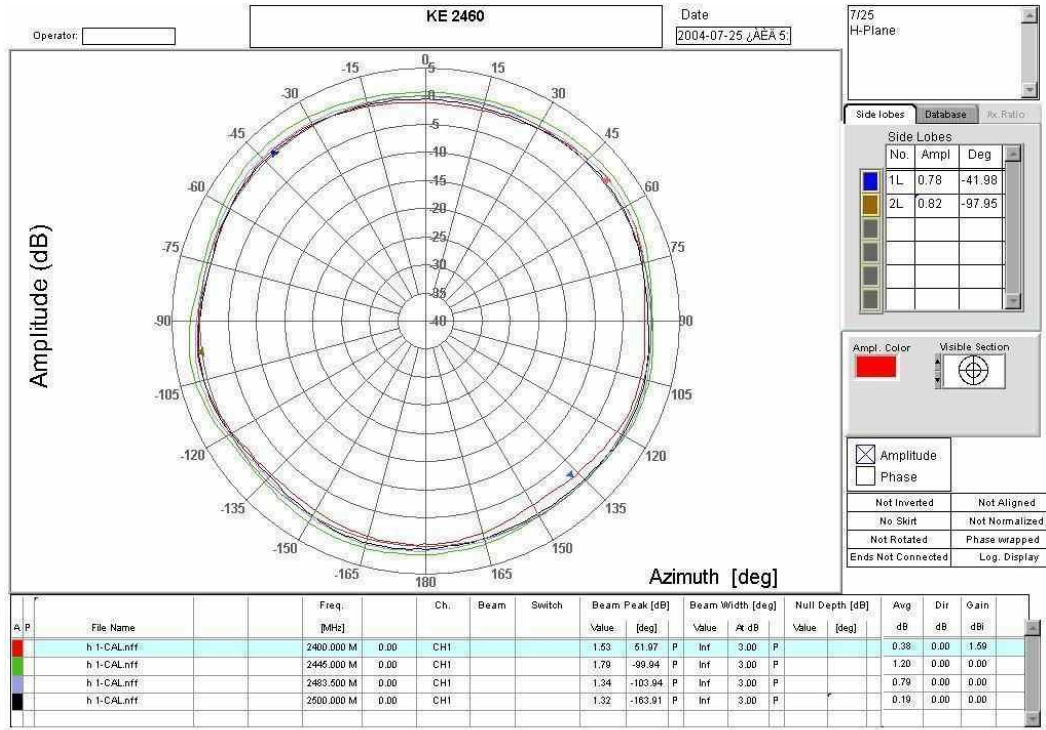 KE 2460
Operator:
Date
2004-07-25 ¿ÀÈÄ 5:
7/25
H-Plane
Side lobes Database Ax.Ratio
Side Lobes
No. Ampl Deg
1L 0.78 -41.98
2L 0.82 -97.95
Ampl. Color Visible Section
Amplitude
Phase
Not Inverted Not Aligned
No Skirt Not Normalized
Not Rotated Phase wrapped
Ends Not Connected Log. Display
Amplitude (dB)
Azimuth [deg]
0
-15 15
-30 30
-45 45
-60 60
-75 75
-90 90
-105 105
-120 120
-135 135
-150 150
-165 165
180
5
0
-5
-10
-15
-20
-25
-30
-35
-40
Freq. Ch. Beam Switch Beam Peak [dB] Beam Width [deg] Null Depth [dB] Avg Dir Gain
A P File Name [MHz] Value [deg] P Value At dB P Value [deg] dB dB dBi
h 1-CAL.nff 2400.000 M 0.00 CH1 1.53 51.97 P Inf 3.00 P 0.38 0.00 1.59
h 1-CAL.nff 2445.000 M 0.00 CH1 1.79 -99.94 P Inf 3.00 P 1.20 0.00 0.00
h 1-CAL.nff 2483.500 M 0.00 CH1 1.34 -103.94 P Inf 3.00 P 0.79 0.00 0.00
h 1-CAL.nff 2500.000 M 0.00 CH1 1.32 -163.91 P Inf 3.00 P 0.19 0.00 0.00